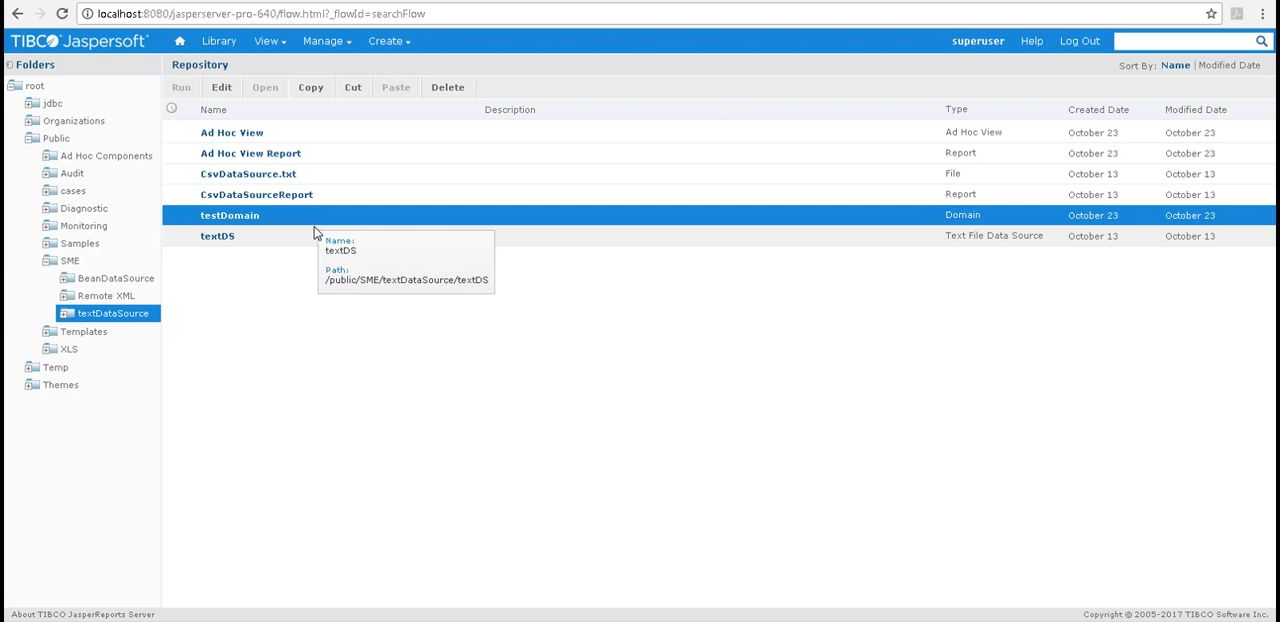 localhost:8080/jasperserver-pro-640/flow.html?_flowId=searchFlow
TIBCO Jaspersoft Library View Manage Create superuser Help Log Out
Folders
root
jdbc
Organizations
Public
Ad Hoc Components
Audit
cases
Diagnostic
Monitoring
Samples
SME
BeanDataSource
Remote XML
textDataSource
Templates
XLS
Temp
Themes
Repository Sort By: Name | Modified Date
Run Edit Open Copy Cut Paste Delete
Name Description Type Created Date Modified Date
Ad Hoc View Ad Hoc View October 23 October 23
Ad Hoc View Report Report October 23 October 23
CsvDataSource.txt File October 13 October 13
CsvDataSourceReport Report October 13 October 13
testDomain Domain October 23 October 23
textDS Text File Data Source October 13 October 13
Name:
textDS
Path:
/public/SME/textDataSource/textDS
About TIBCO JasperReports Server Copyright © 2005-2017 TIBCO Software Inc.